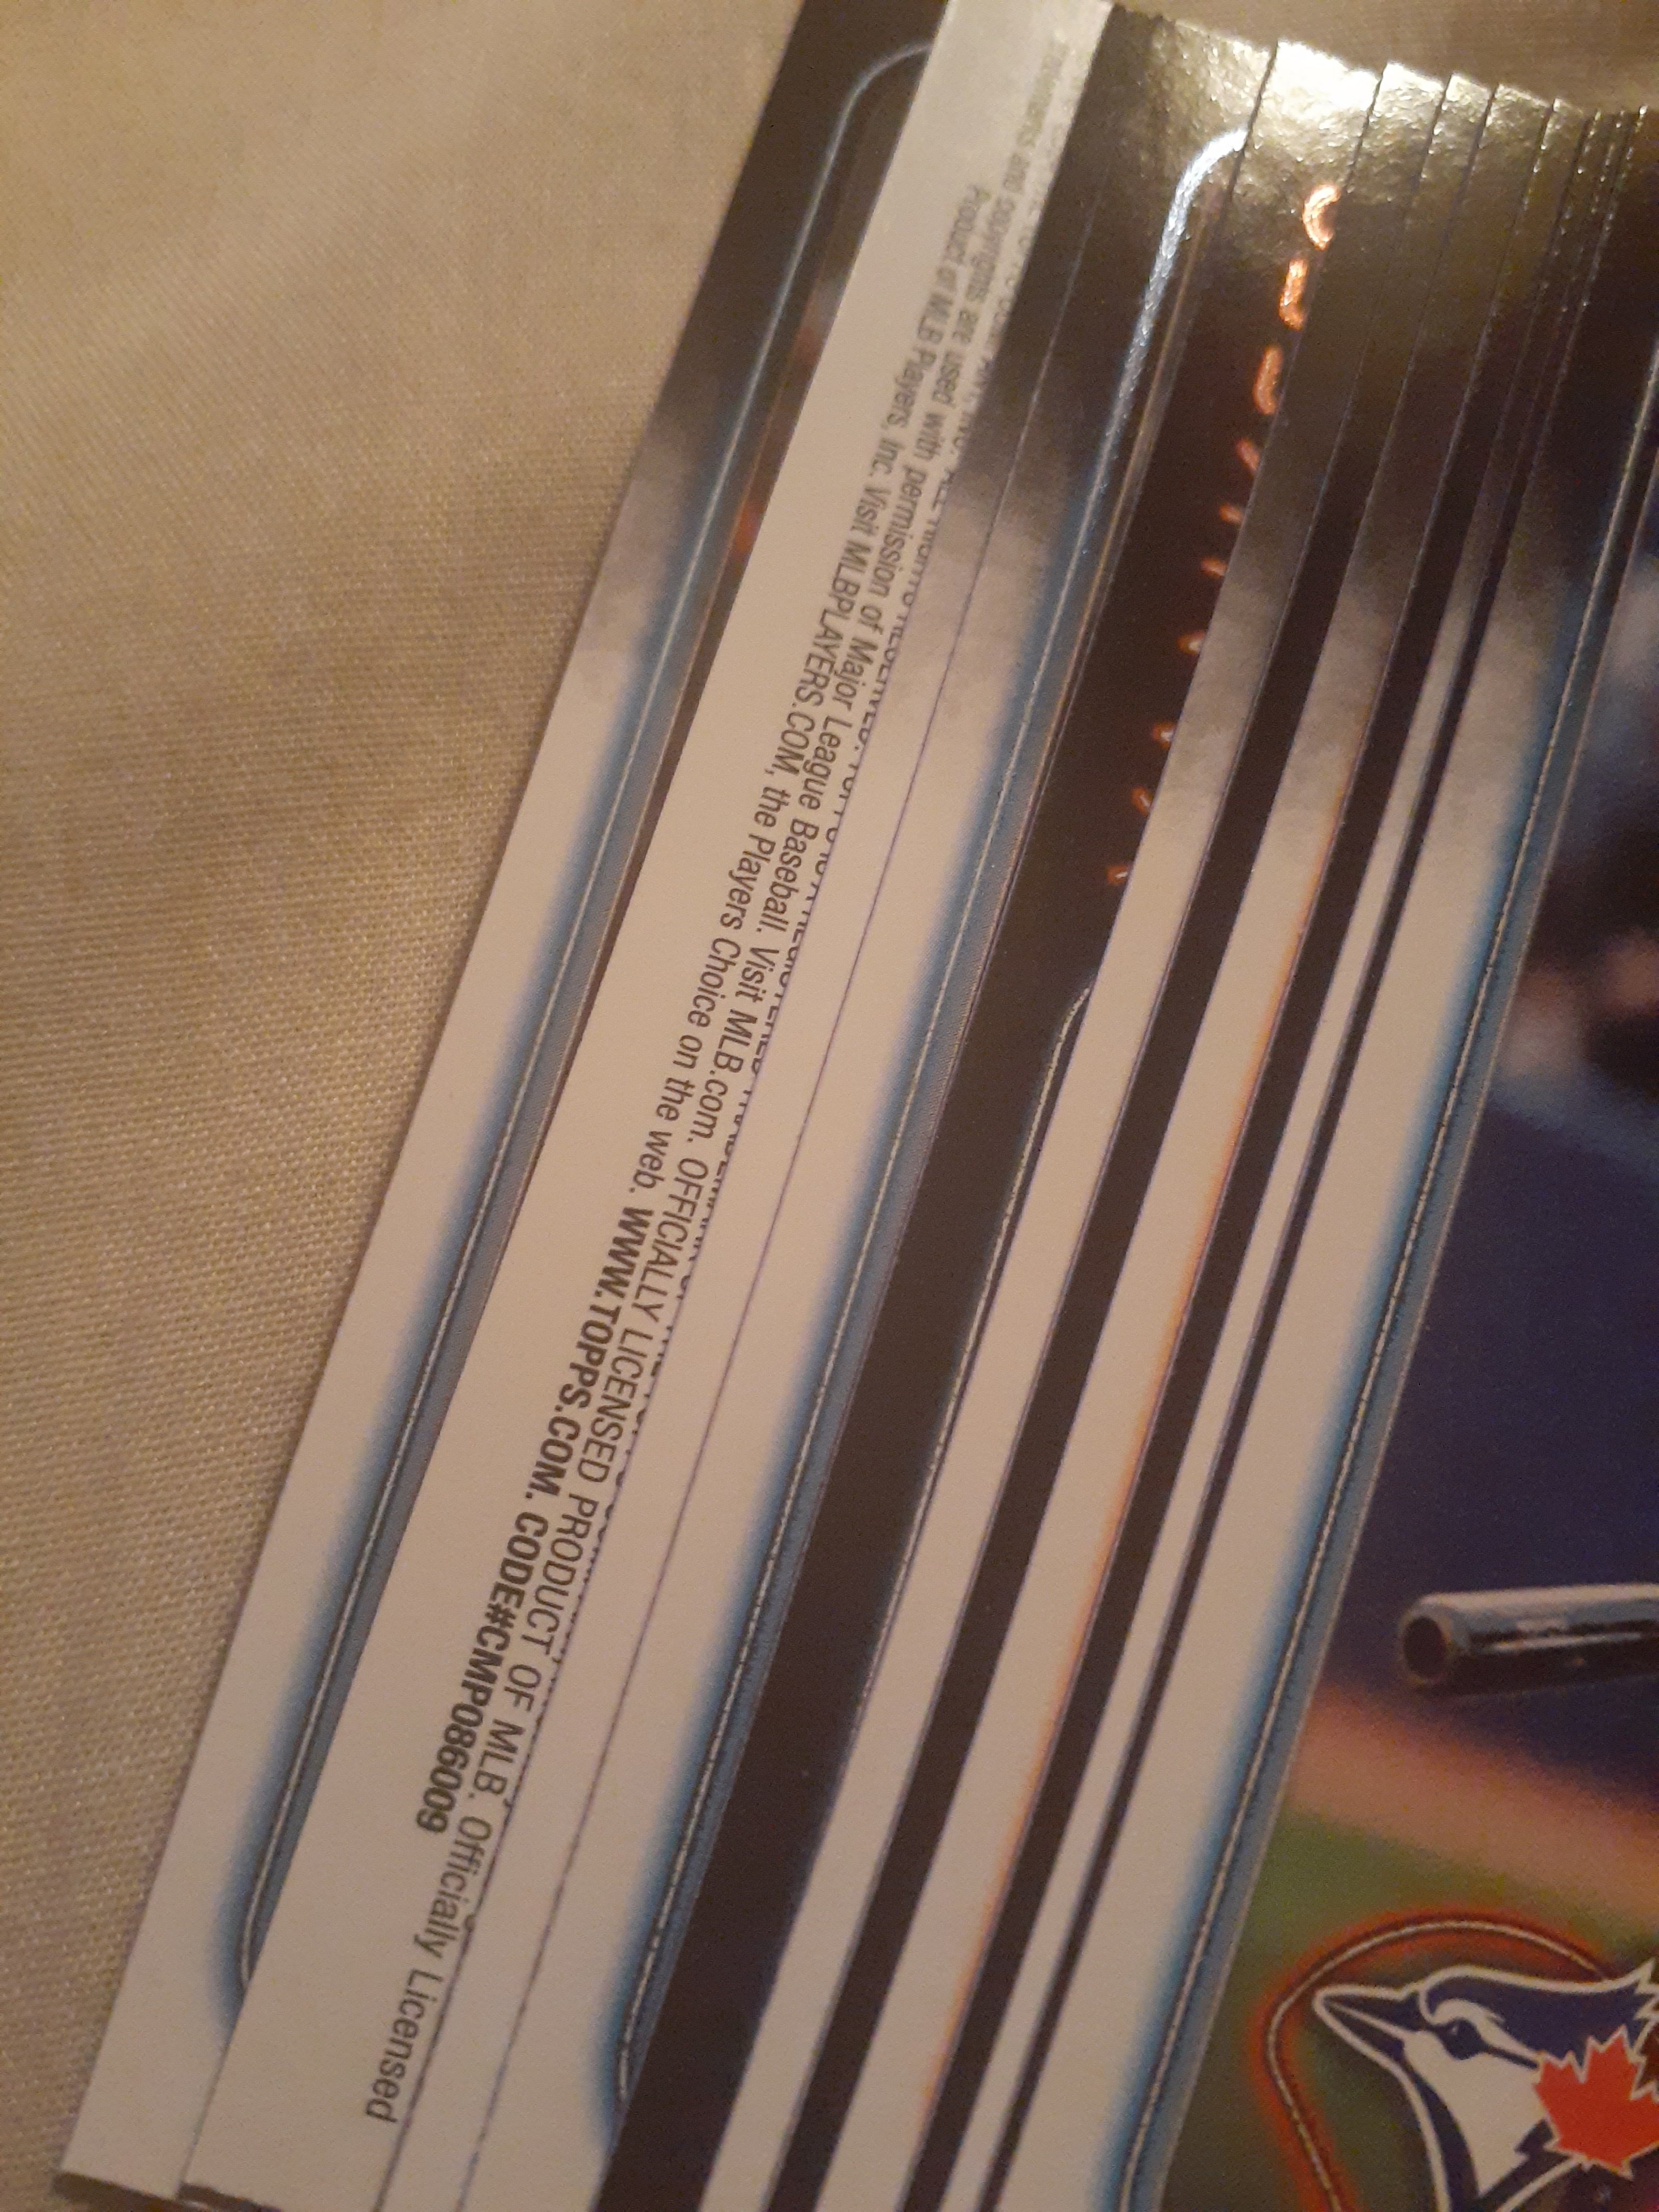 and copyrights are used with permission of Major League Baseball. Visit MLB.com. OFFICIALLY LICENSED PRODUCT OF MLB. Officially Licensed
Product of MLB Players, Inc. Visit MLBPLAYERS.COM, the Players Choice on the web. WWW.TOPPS.COM. CODE#CMP086009